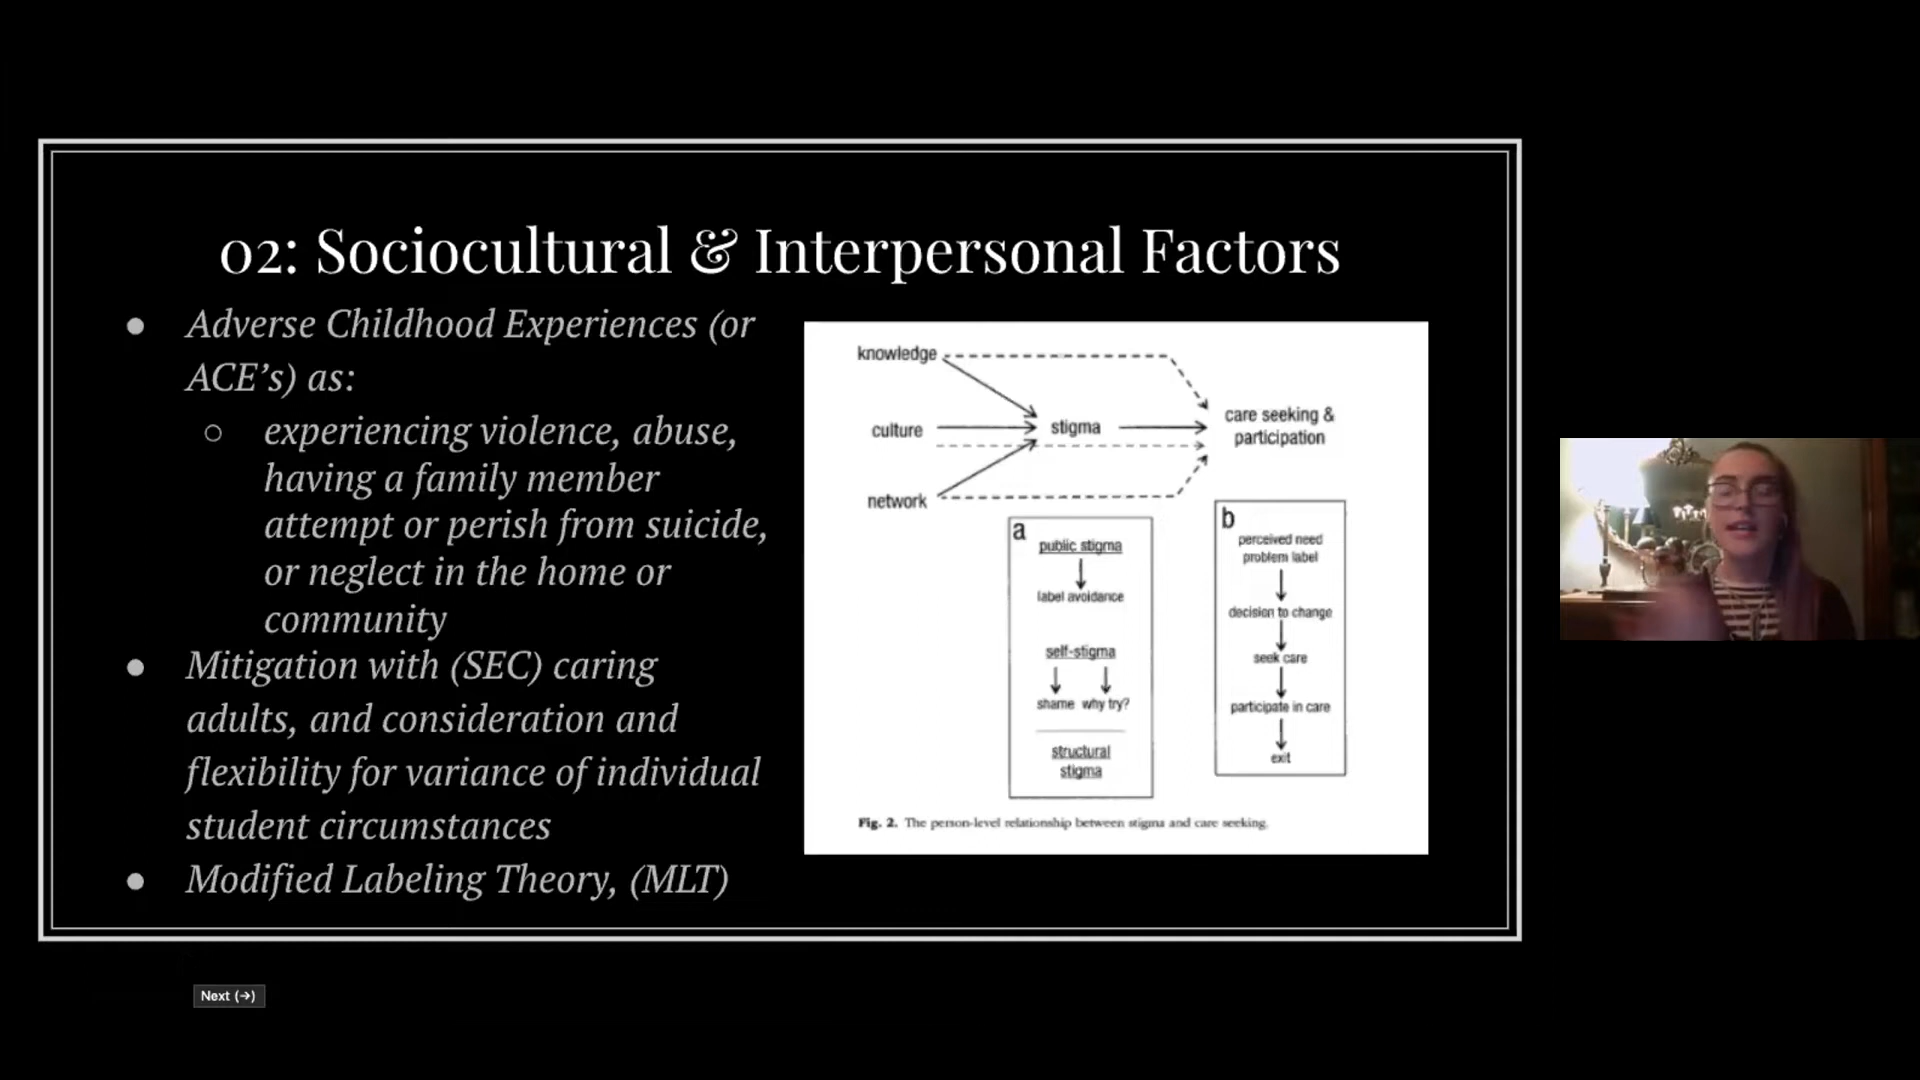 02: Sociocultural & Interpersonal Factors
● Adverse Childhood Experiences (or
ACE’s) as:
○ experiencing violence, abuse,
having a family member
attempt or perish from suicide,
or neglect in the home or
community
● Mitigation with (SEC) caring
adults, and consideration and
flexibility for variance of individual
student circumstances
● Modified Labeling Theory, (MLT)
knowledge
culture
network
stigma
care seeking &
participation
a
public stigma
label avoidance
self-stigma
shame why try?
structural
stigma
b
perceived need
problem label
decision to change
seek care
participate in care
exit
Fig. 2. The person-level relationship between stigma and care seeking.
Next (→)